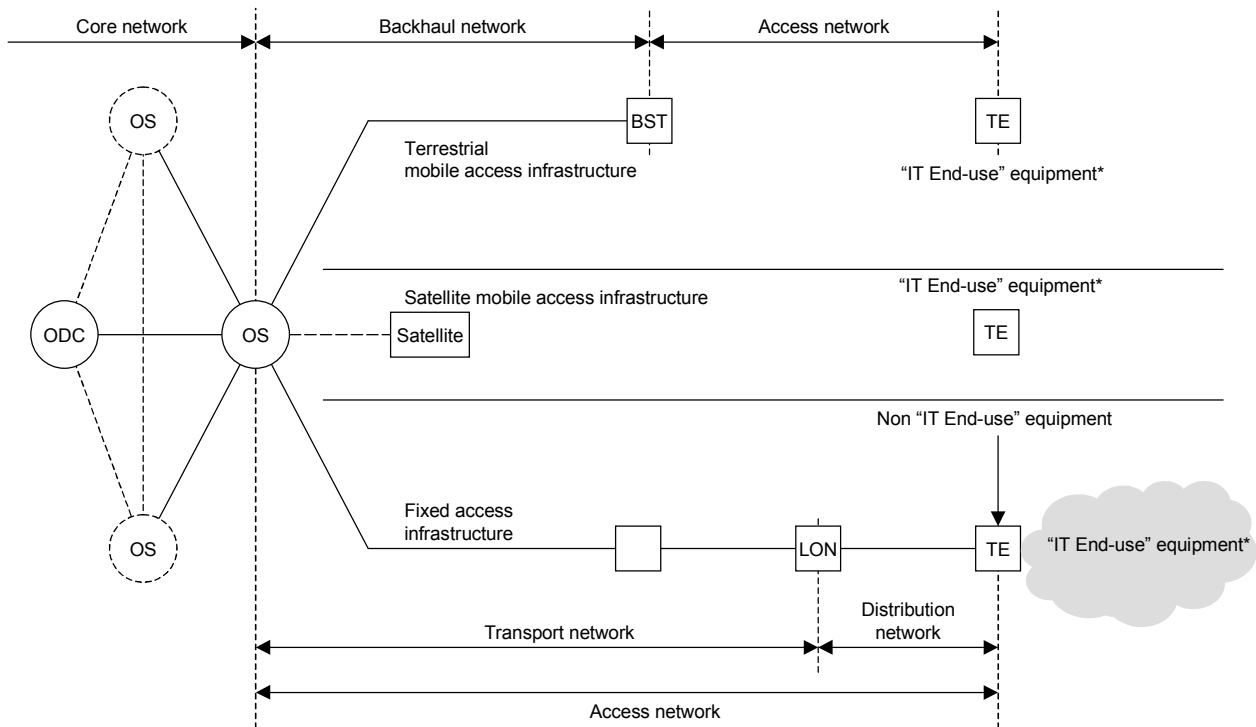 Core network
Backhaul network
Access network
OS
BST
TE
Terrestrial
mobile access infrastructure
“IT End-use” equipment*
“IT End-use” equipment*
Satellite mobile access infrastructure
ODC
OS
Satellite
TE
Non “IT End-use” equipment
Fixed access
infrastructure
OS
LON
TE
“IT End-use” equipment*
Distribution
network
Transport network
Access network